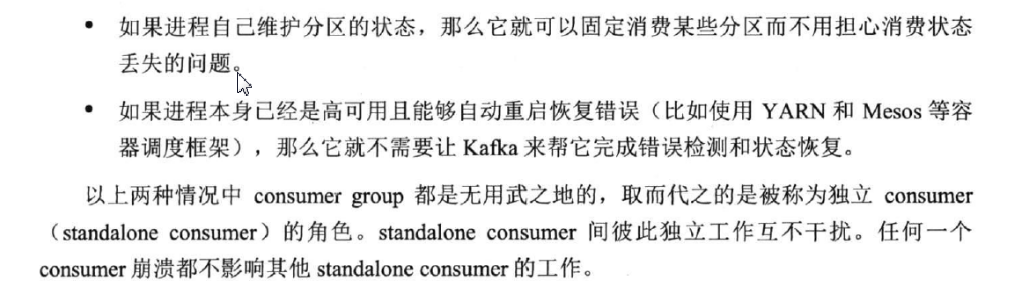 • 如果进程自己维护分区的状态，那么它就可以固定消费某些分区而不用担心消费状态
丢失的问题。
• 如果进程本身已经是高可用且能够自动重启恢复错误（比如使用 YARN 和 Mesos 等容
器调度框架），那么它就不需要让 Kafka 来帮它完成错误检测和状态恢复。
以上两种情况中 consumer group 都是无用武之地的，取而代之的是被称为独立 consumer
（standalone consumer）的角色。standalone consumer 间彼此独立工作互不干扰。任何一个
consumer 崩溃都不影响其他 standalone consumer 的工作。